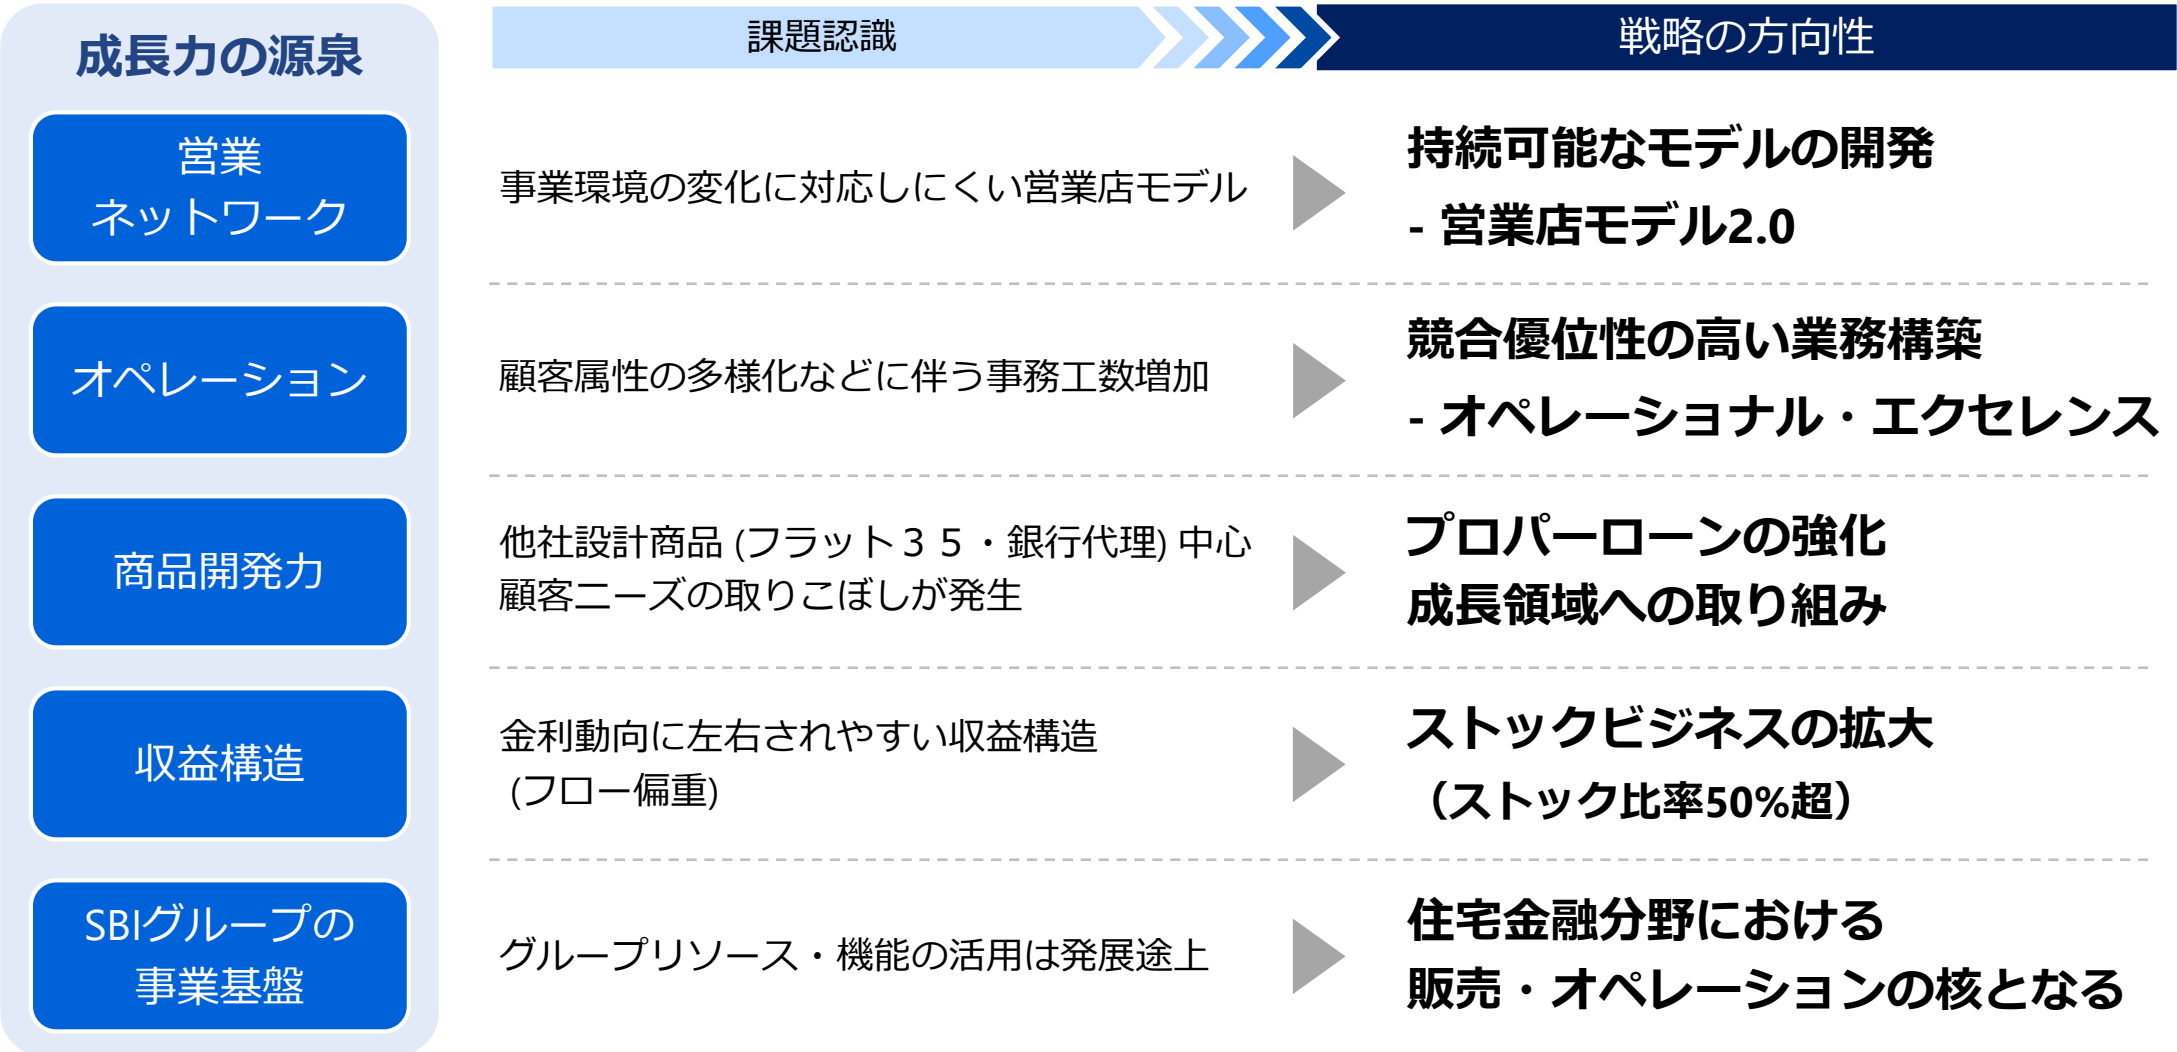 成長力の源泉
課題認識
戦略の方向性
営業
ネットワーク
事業環境の変化に対応しにくい営業店モデル
持続可能なモデルの開発
- 営業店モデル2.0
オペレーション
顧客属性の多様化などに伴う事務工数増加
競合優位性の高い業務構築
- オペレーショナル・エクセレンス
商品開発力
他社設計商品 (フラット３５・銀行代理) 中心
顧客ニーズの取りこぼしが発生
プロパーローンの強化
成長領域への取り組み
収益構造
金利動向に左右されやすい収益構造
(フロー偏重)
ストックビジネスの拡大
（ストック比率50%超）
SBIグループの
事業基盤
グループリソース・機能の活用は発展途上
住宅金融分野における
販売・オペレーションの核となる